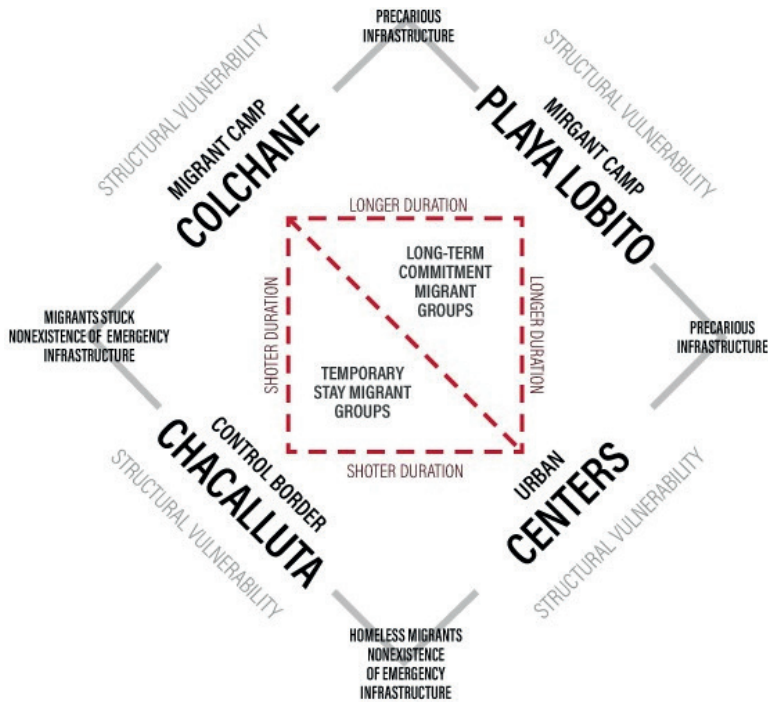 PRECARIOUS
INFRASTRUCTURE
STRUCTURAL VULNERABILITY
MIGRANT CAMP
COLCHANE
STRUCTURAL VULNERABILITY
MIRGANT CAMP
PLAYA LOBITO
LONGER DURATION
LONG-TERM
COMMITMENT
MIGRANT
GROUPS
SHOTER DURATION
LONGER DURATION
MIGRANTS STUCK
NONEXISTENCE OF EMERGENCY
INFRASTRUCTURE
PRECARIOUS
INFRASTRUCTURE
TEMPORARY
STAY MIGRANT
GROUPS
SHOTER DURATION
CONTROL BORDER
CHACALLUTA
STRUCTURAL VULNERABILITY
URBAN
CENTERS
STRUCTURAL VULNERABILITY
HOMELESS MIGRANTS
NONEXISTENCE
OF EMERGENCY
INFRASTRUCTURE